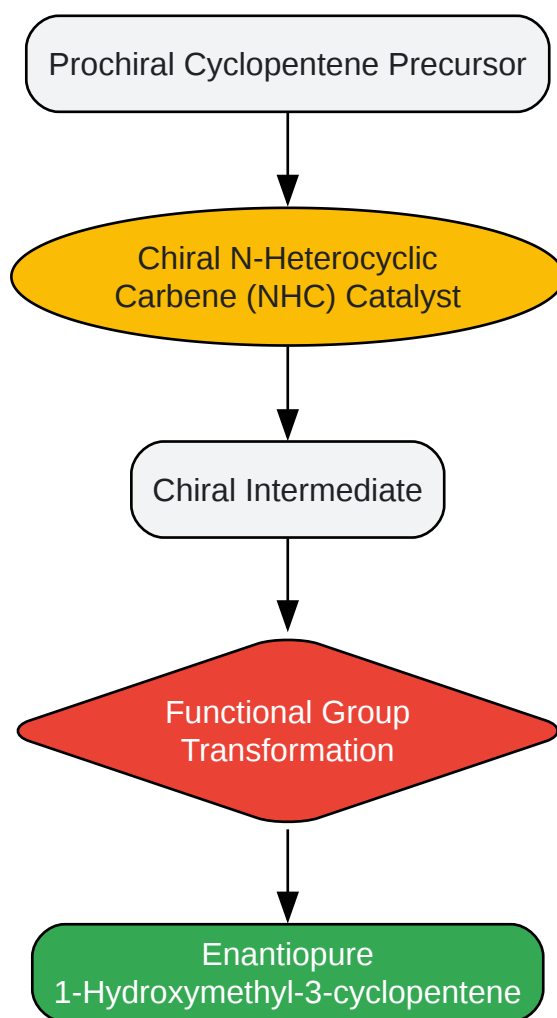 Prochiral Cyclopentene Precursor
Chiral N-Heterocyclic
Carbene (NHC) Catalyst
Chiral Intermediate
Functional Group
Transformation
Enantiopure
1-Hydroxymethyl-3-cyclopentene